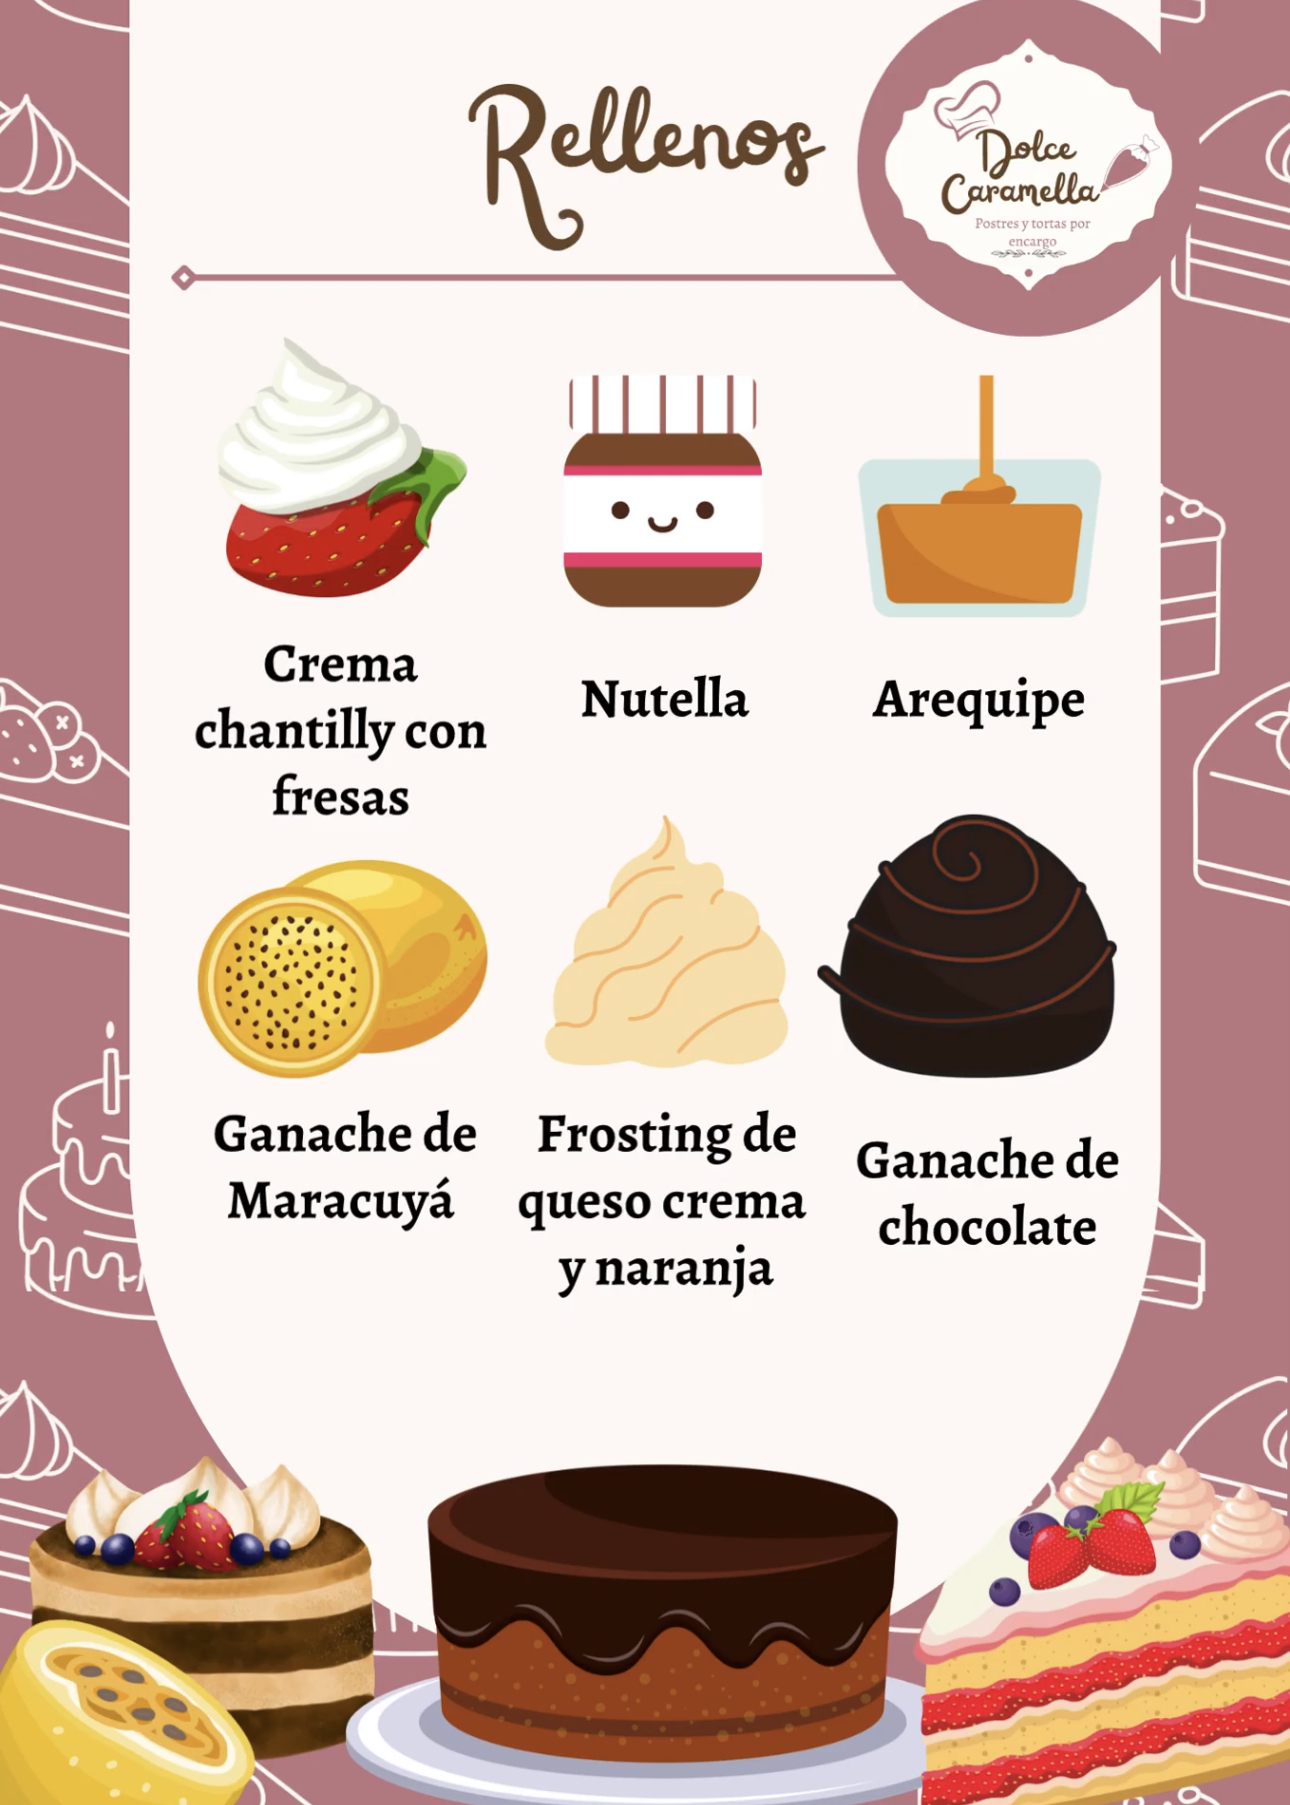 Rellenos
Dolce
Caramella
Postres y tortas por
encargo
Crema
chantilly con
fresas
Nutella
Arequipe
Ganache de
Maracuyá
Frosting de
queso crema
y naranja
Ganache de
chocolate